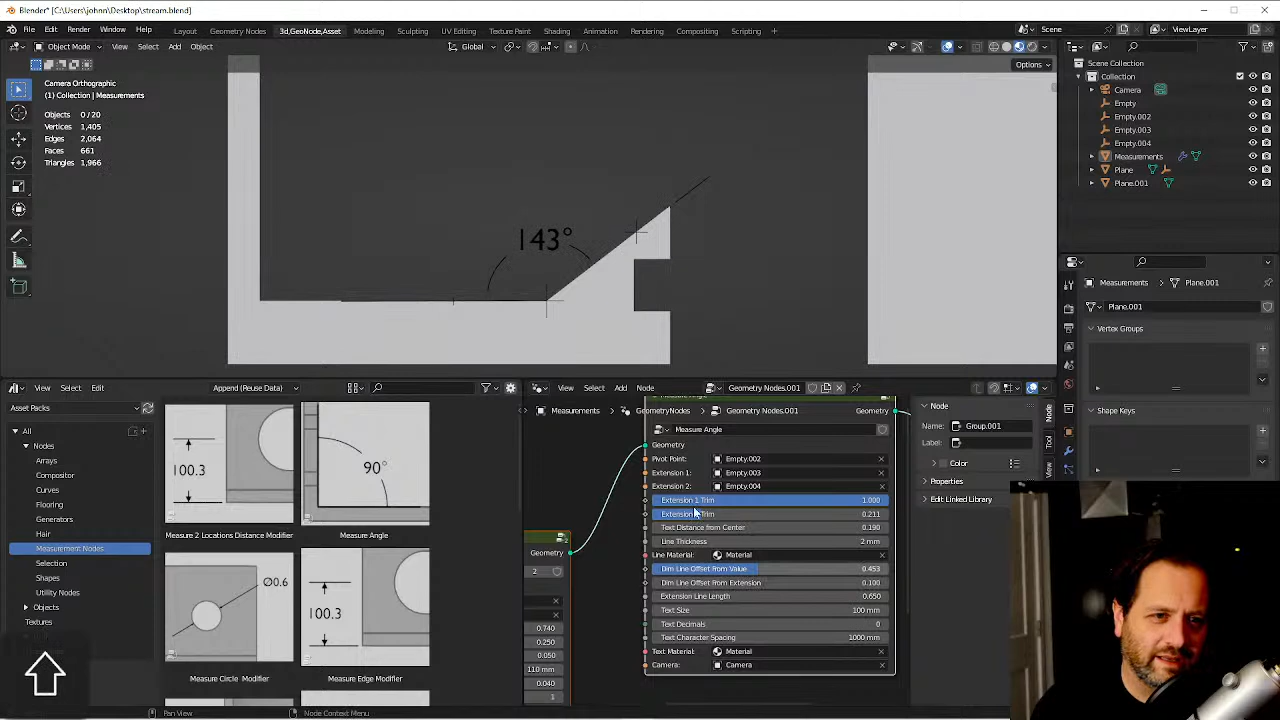 Blender* [C:\Users\johnn\Desktop\stream.blend]
File Edit Render Window Help Layout 3d,GeoNode,Asset Modeling Sculpting UV Editing Texture Paint Shading Animation Rendering Compositing Scripting Scene ViewLayer
Object Mode View Select Add Object Global
Options
Camera Orthographic
(1) Collection | Measurements
Objects 0/20
Vertices 1,405
Edges 2,064
Faces 661
Triangles 1,966
143°
Scene Collection
Collection
Camera
Empty
Empty.002
Empty.003
Empty.004
Measurements
Plane
Plane.001
Measurements Plane.001
Plane.001
Vertex Groups
Shape Keys
View Select Edit Append (Reuse Data)
Asset Packs
All
Nodes
Arrays
Compositor
Curves
Flooring
Generators
Hair
Measurement Nodes
Selection
Shapes
Utility Nodes
Objects
Textures
100.3
90°
Measure 2 Locations Distance Modifier
Measure Angle
∅0.6
100.3
Measure Circle Modifier
Measure Edge Modifier
View Select Add Node Geometry Nodes.001
Measurements GeometryNodes Geometry Nodes.001
Geometry
Measure Angle
Geometry
Pivot Point: Empty.002
Extension 1: Empty.003
Extension 2: Empty.004
Extension 1 Trim 1.000
Trim 0.211
Text Distance from Center 0.190
Line Thickness 2 mm
Line Material: Material
Dim Line Offset From Value 0.453
Dim Line Offset From Extension 0.100
Extension Line Length 0.650
Text Size 100 mm
Text Decimals 0
Text Character Spacing 1000 mm
Text Material: Material
Camera: Camera
2
Geometry
2
0.740
0.250
0.050
110 mm
0.040
1
Node
Name: Group.001
Label:
Color
Properties
Edit Linked Library
Node
Tool
View
Pan View Node Context Menu